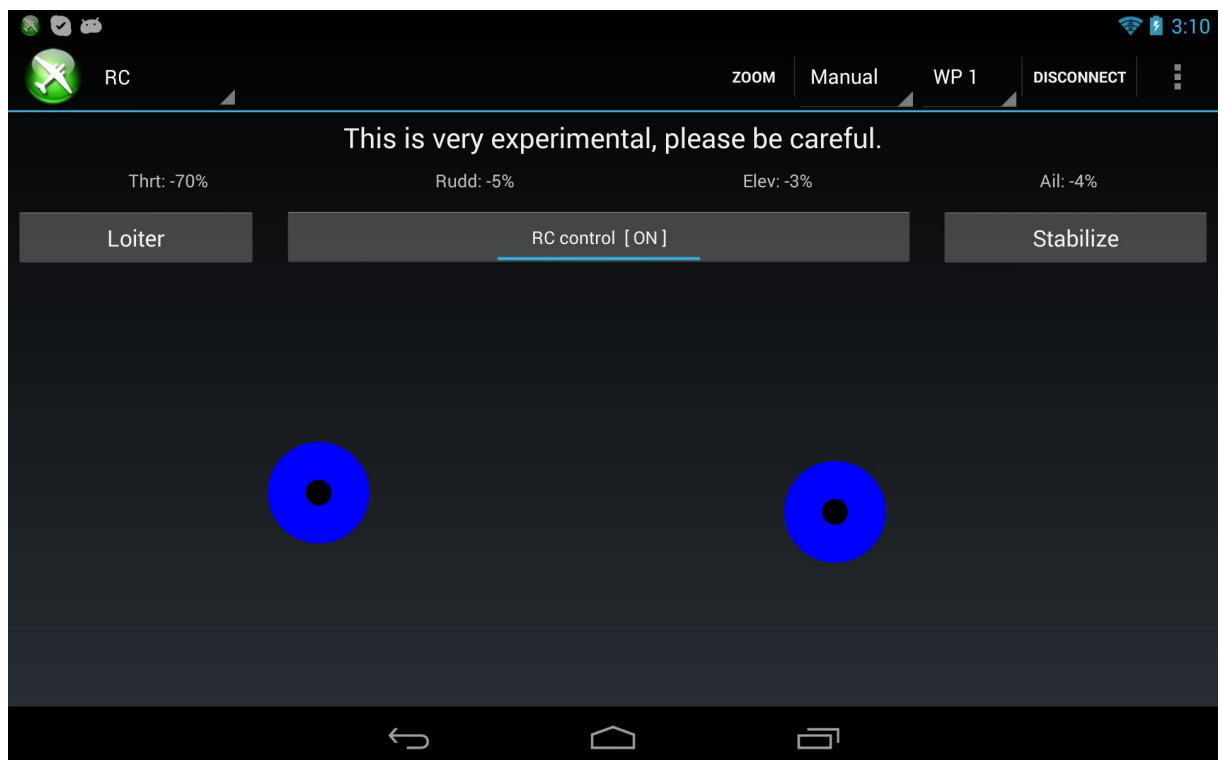 3:10
RC ZOOM Manual WP 1 DISCONNECT
This is very experimental, please be careful.
Thrt: -70% Rudd: -5% Elev: -3% Ail: -4%
Loiter RC control [ ON ] Stabilize